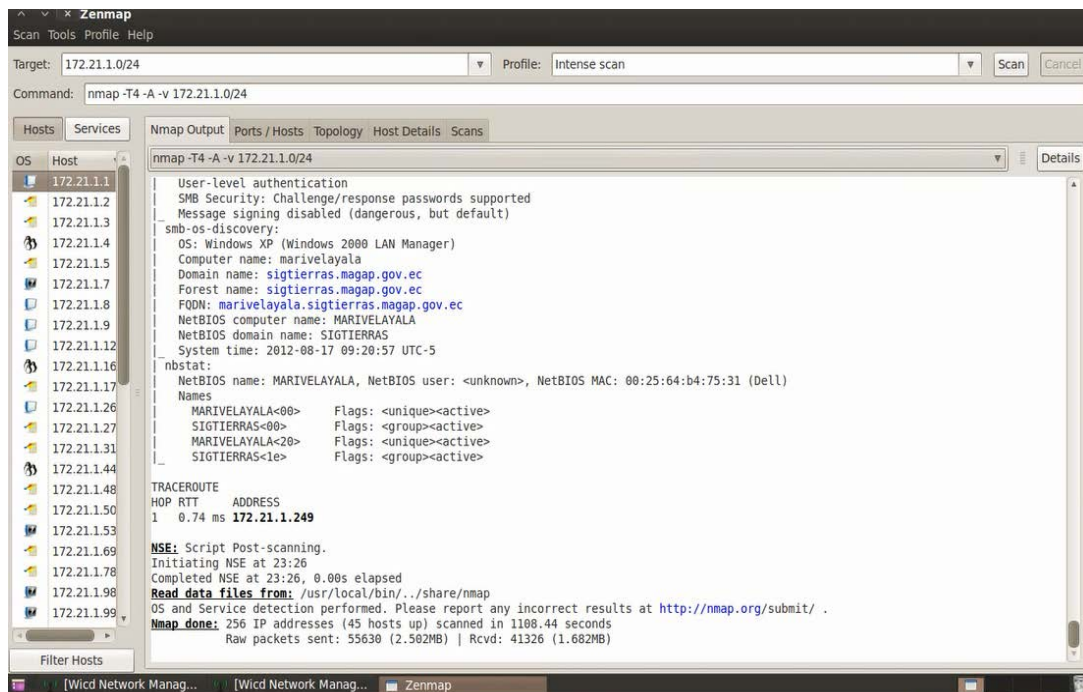 Zenmap
Scan Tools Profile Help
Target: 172.21.1.0/24 Profile: Intense scan Scan Cancel
Command: nmap -T4 -A -v 172.21.1.0/24
Hosts Services
Nmap Output Ports / Hosts Topology Host Details Scans
OS Host
nmap -T4 -A -v 172.21.1.0/24 Details
172.21.1.1
172.21.1.2
172.21.1.3
172.21.1.4
172.21.1.5
172.21.1.7
172.21.1.8
172.21.1.9
172.21.1.12
172.21.1.16
172.21.1.17
172.21.1.26
172.21.1.27
172.21.1.31
172.21.1.44
172.21.1.48
172.21.1.50
172.21.1.53
172.21.1.69
172.21.1.78
172.21.1.98
172.21.1.99
Filter Hosts
| User-level authentication
| SMB Security: Challenge/response passwords supported
|_ Message signing disabled (dangerous, but default)
| smb-os-discovery:
| OS: Windows XP (Windows 2000 LAN Manager)
| Computer name: marivelayala
| Domain name: sigtierras.magap.gov.ec
| Forest name: sigtierras.magap.gov.ec
| FQDN: marivelayala.sigtierras.magap.gov.ec
| NetBIOS computer name: MARIVELAYALA
| NetBIOS domain name: SIGTIERRAS
|_ System time: 2012-08-17 09:20:57 UTC-5
| nbstat:
| NetBIOS name: MARIVELAYALA, NetBIOS user: <unknown>, NetBIOS MAC: 00:25:64:b4:75:31 (Dell)
| Names
| MARIVELAYALA<00> Flags: <unique><active>
| SIGTIERRAS<00> Flags: <group><active>
| MARIVELAYALA<20> Flags: <unique><active>
|_ SIGTIERRAS<1e> Flags: <group><active>
TRACEROUTE
HOP RTT ADDRESS
1 0.74 ms 172.21.1.249
NSE: Script Post-scanning.
Initiating NSE at 23:26
Completed NSE at 23:26, 0.00s elapsed
Read data files from: /usr/local/bin/../share/nmap
OS and Service detection performed. Please report any incorrect results at http://nmap.org/submit/ .
Nmap done: 256 IP addresses (45 hosts up) scanned in 1108.44 seconds
Raw packets sent: 55630 (2.502MB) | Rcvd: 41326 (1.682MB)
[Wicd Network Manag... [Wicd Network Manag... Zenmap